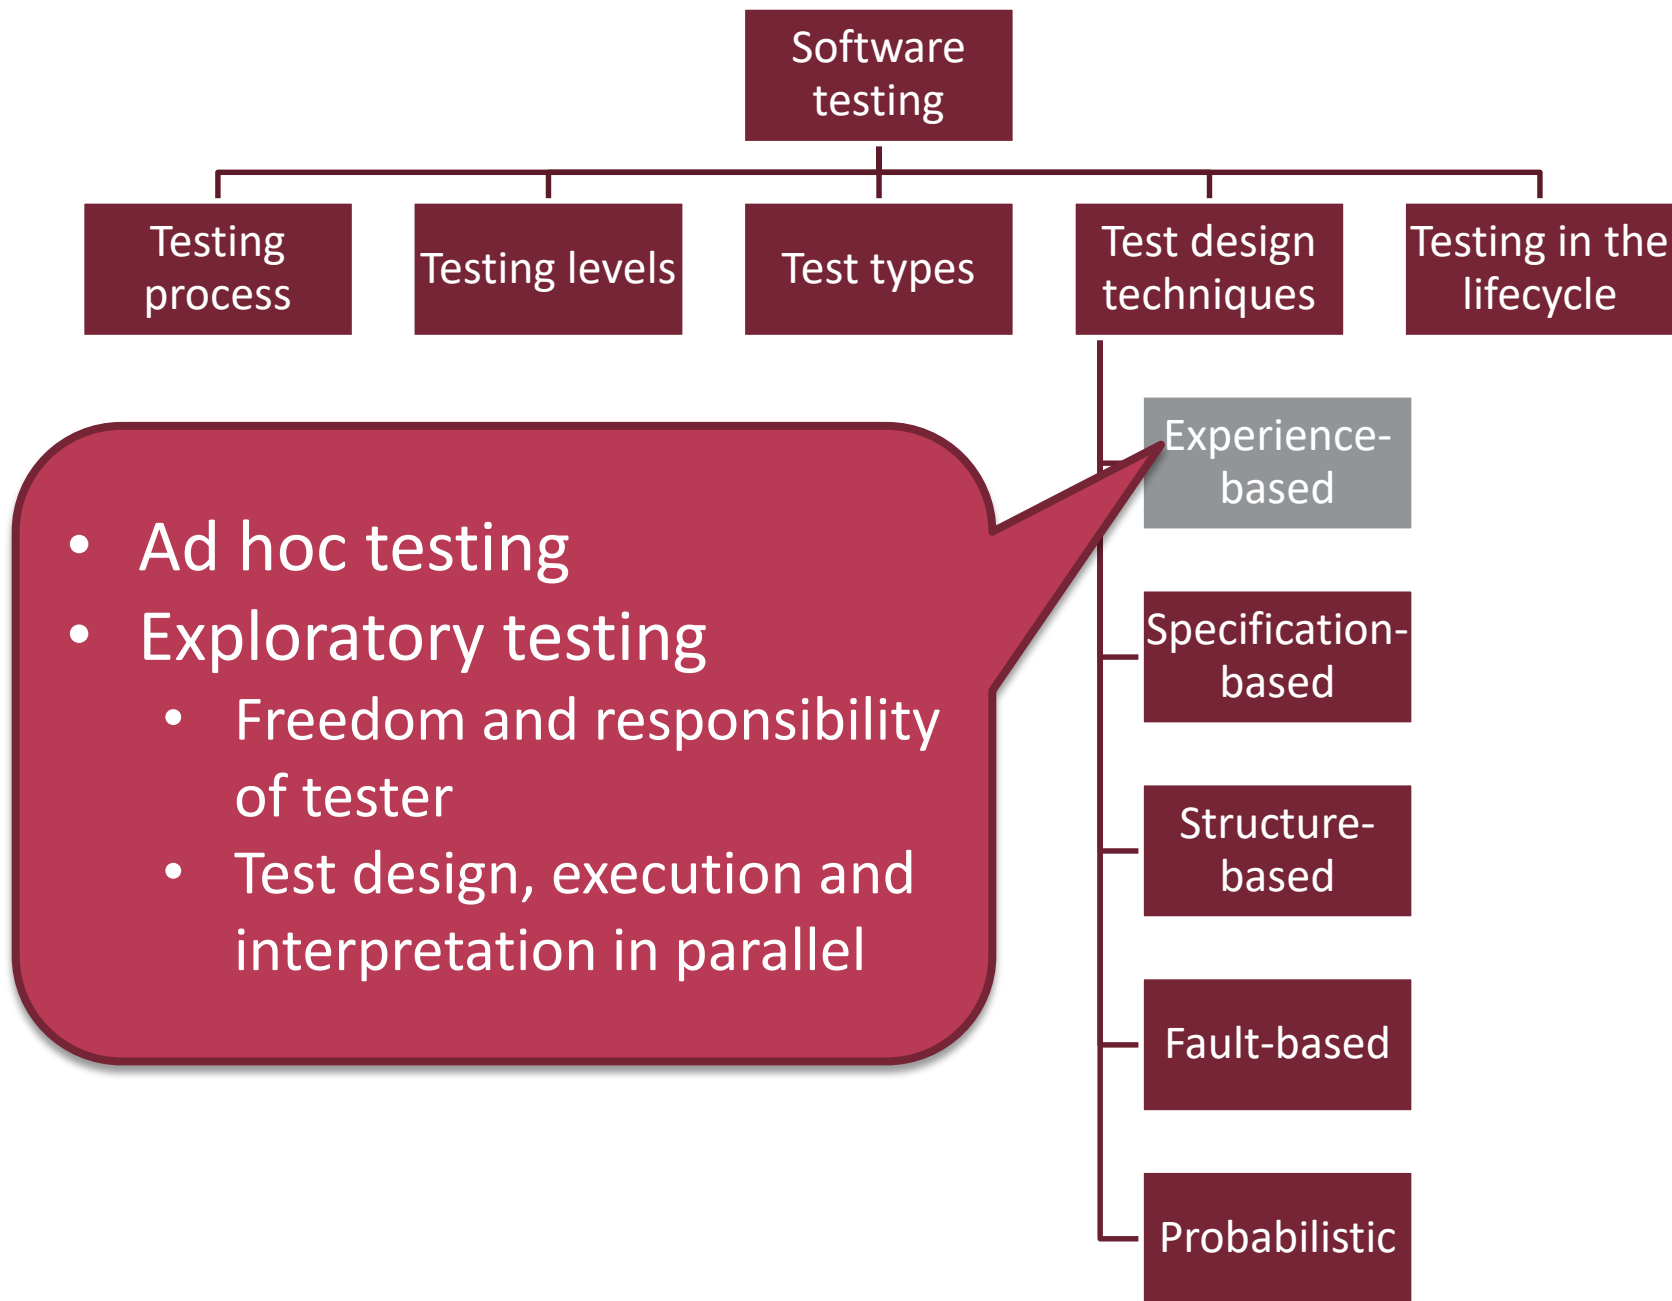 Software
testing
Testing
process
Testing levels
Test types
Test design
techniques
Testing in the
lifecycle
Experience-
based
• Ad hoc testing
• Exploratory testing
• Freedom and responsibility
of tester
• Test design, execution and
interpretation in parallel
Specification-
based
Structure-
based
Fault-based
Probabilistic